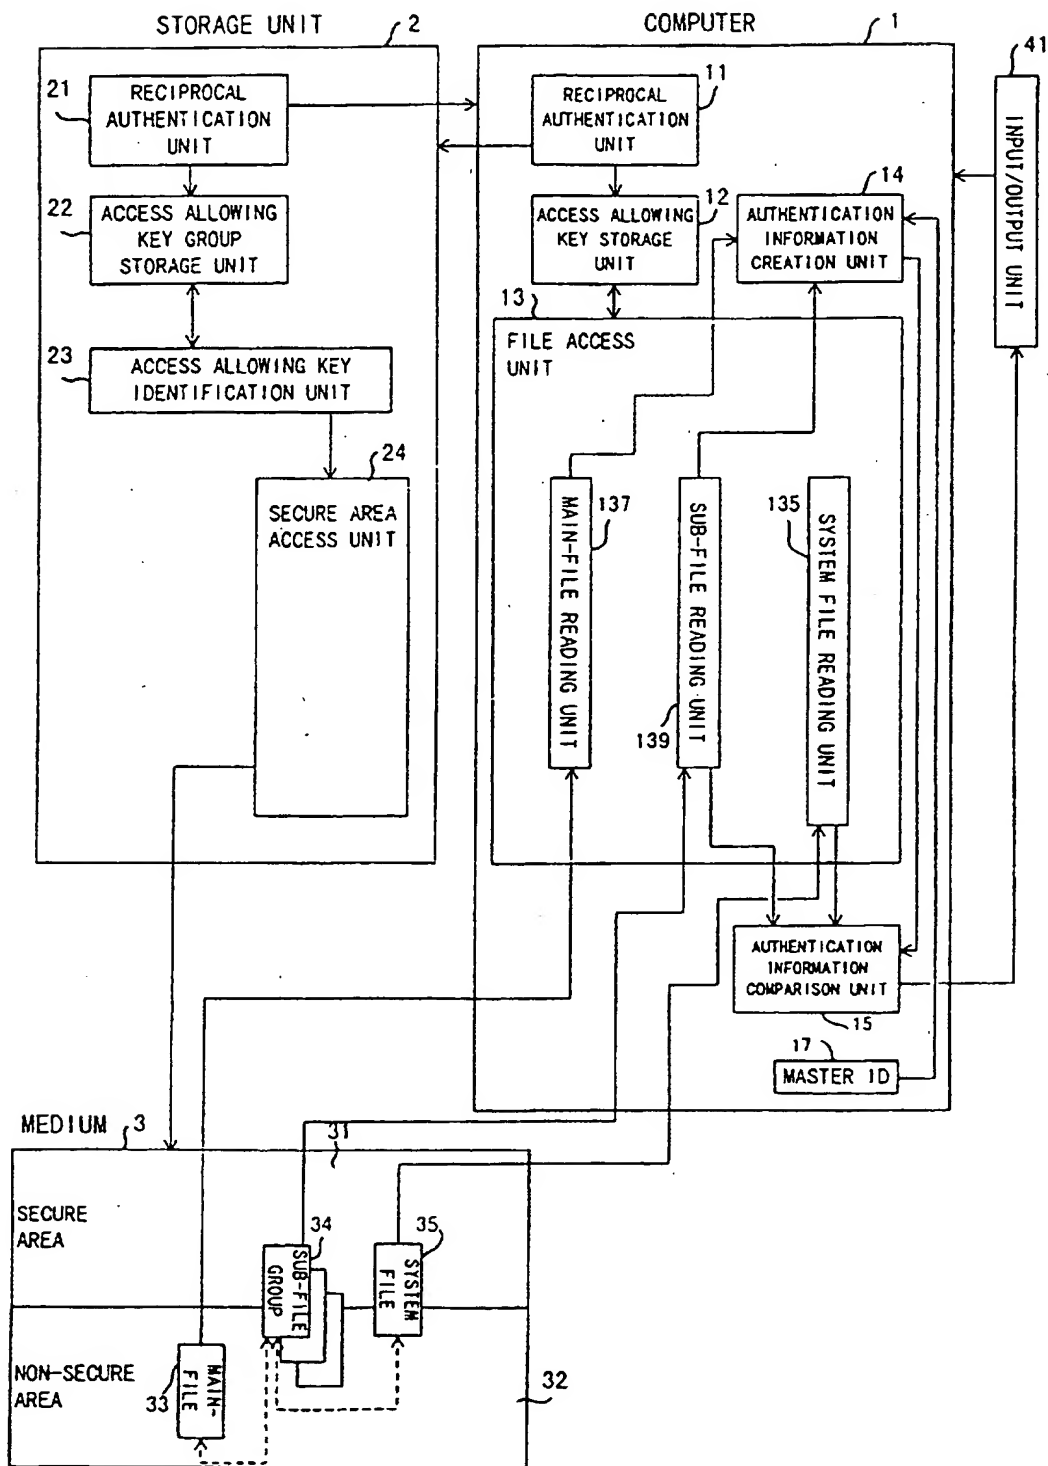 STORAGE UNIT
2
COMPUTER
1
41
21
RECIPROCAL
AUTHENTICATION
UNIT
RECIPROCAL
AUTHENTICATION
UNIT
11
INPUT/OUTPUT UNIT
22
ACCESS ALLOWING
KEY GROUP
STORAGE UNIT
ACCESS ALLOWING
KEY STORAGE
UNIT
12
14
AUTHENTICATION
INFORMATION
CREATION UNIT
13
FILE ACCESS
UNIT
23
ACCESS ALLOWING KEY
IDENTIFICATION UNIT
24
SECURE AREA
ACCESS UNIT
MAIN-FILE READING UNIT
137
SUB-FILE READING UNIT
139
135
SYSTEM FILE READING UNIT
AUTHENTICATION
INFORMATION
COMPARISON UNIT
15
17
MASTER ID
MEDIUM
3
31
SECURE
AREA
34
SUB-FILE
GROUP
35
SYSTEM
FILE
NON-SECURE
AREA
33
MAIN-
FILE
32